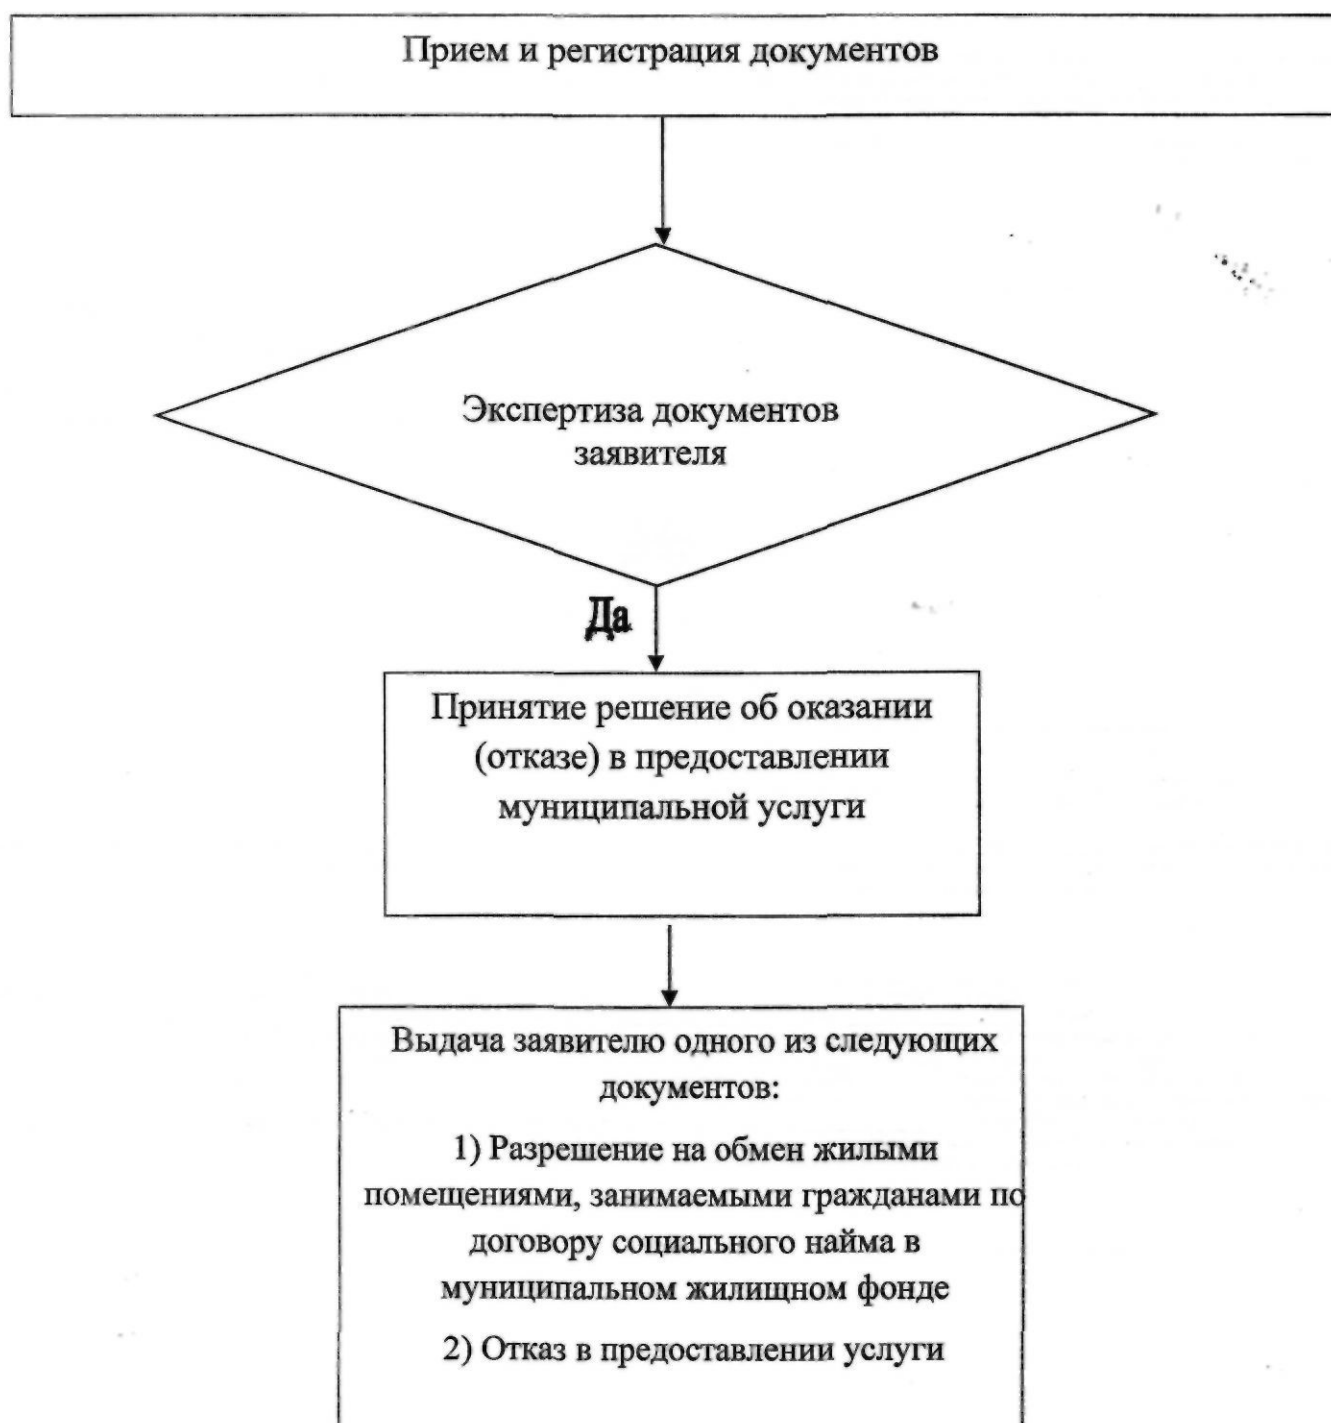 Прием и регистрация документов
Экспертиза документов
заявителя
Да
Принятие решение об оказании
(отказе) в предоставлении
муниципальной услуги
Выдача заявителю одного из следующих
документов:
1) Разрешение на обмен жилыми
помещениями, занимаемыми гражданами по
договору социального найма в
муниципальном жилищном фонде
2) Отказ в предоставлении услуги